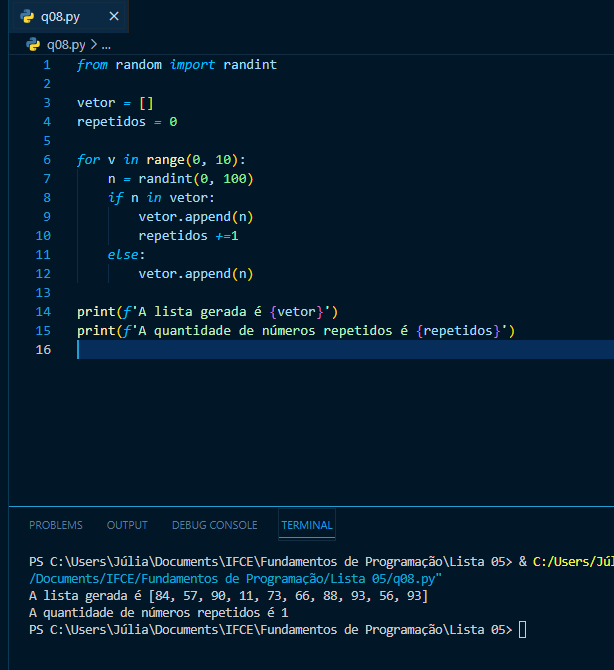 q08.py ×
q08.py > ...
1 from random import randint
2
3 vetor = []
4 repetidos = 0
5
6 for v in range(0, 10):
7     n = randint(0, 100)
8     if n in vetor:
9         vetor.append(n)
10         repetidos +=1
11     else:
12         vetor.append(n)
13
14 print(f'A lista gerada é {vetor}')
15 print(f'A quantidade de números repetidos é {repetidos}')
16
PROBLEMS OUTPUT DEBUG CONSOLE TERMINAL
PS C:\Users\Júlia\Documents\IFCE\Fundamentos de Programação\Lista 05> & C:/Users/Júl
/Documents/IFCE/Fundamentos de Programação/Lista 05/q08.py"
A lista gerada é [84, 57, 90, 11, 73, 66, 88, 93, 56, 93]
A quantidade de números repetidos é 1
PS C:\Users\Júlia\Documents\IFCE\Fundamentos de Programação\Lista 05>